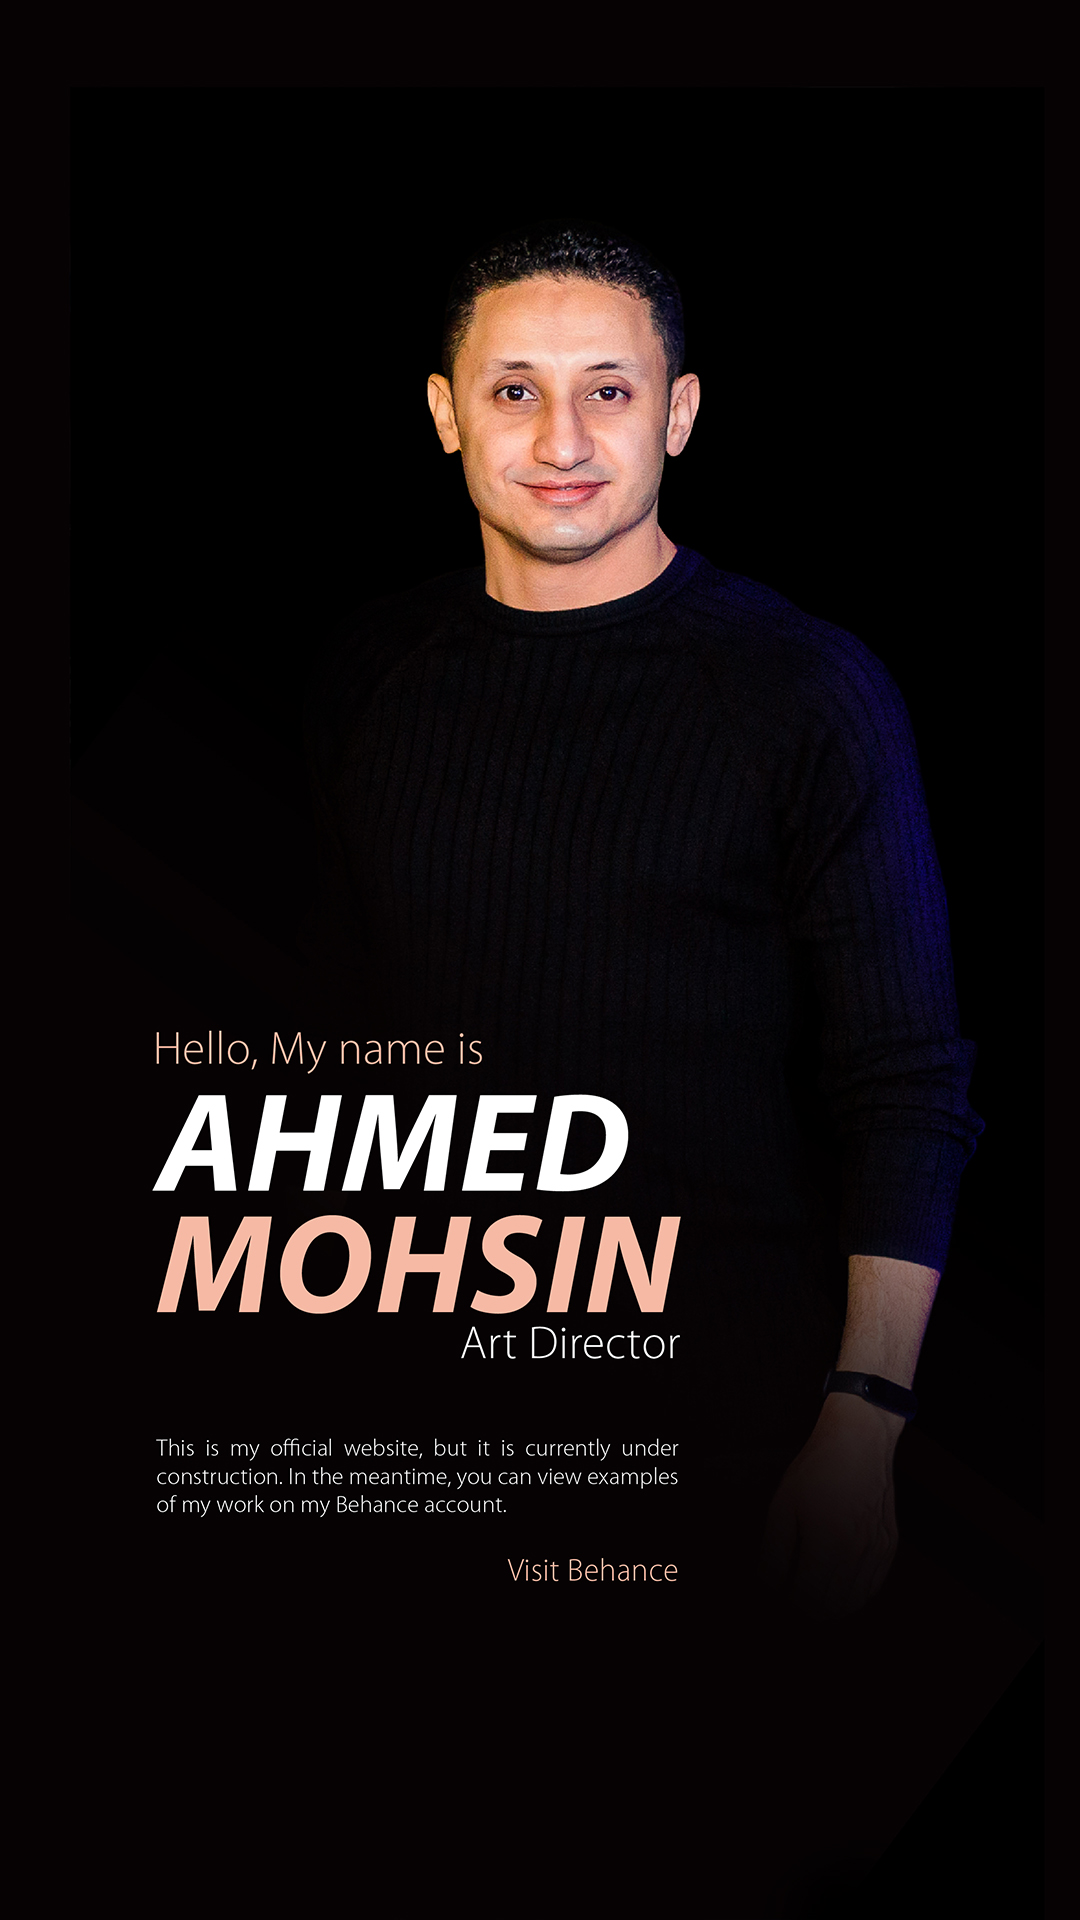 Hello, My name is
AHMED
MOHSIN
Art Director
This is my official website, but it is currently under
construction. In the meantime, you can view examples
of my work on my Behance account.
Visit Behance